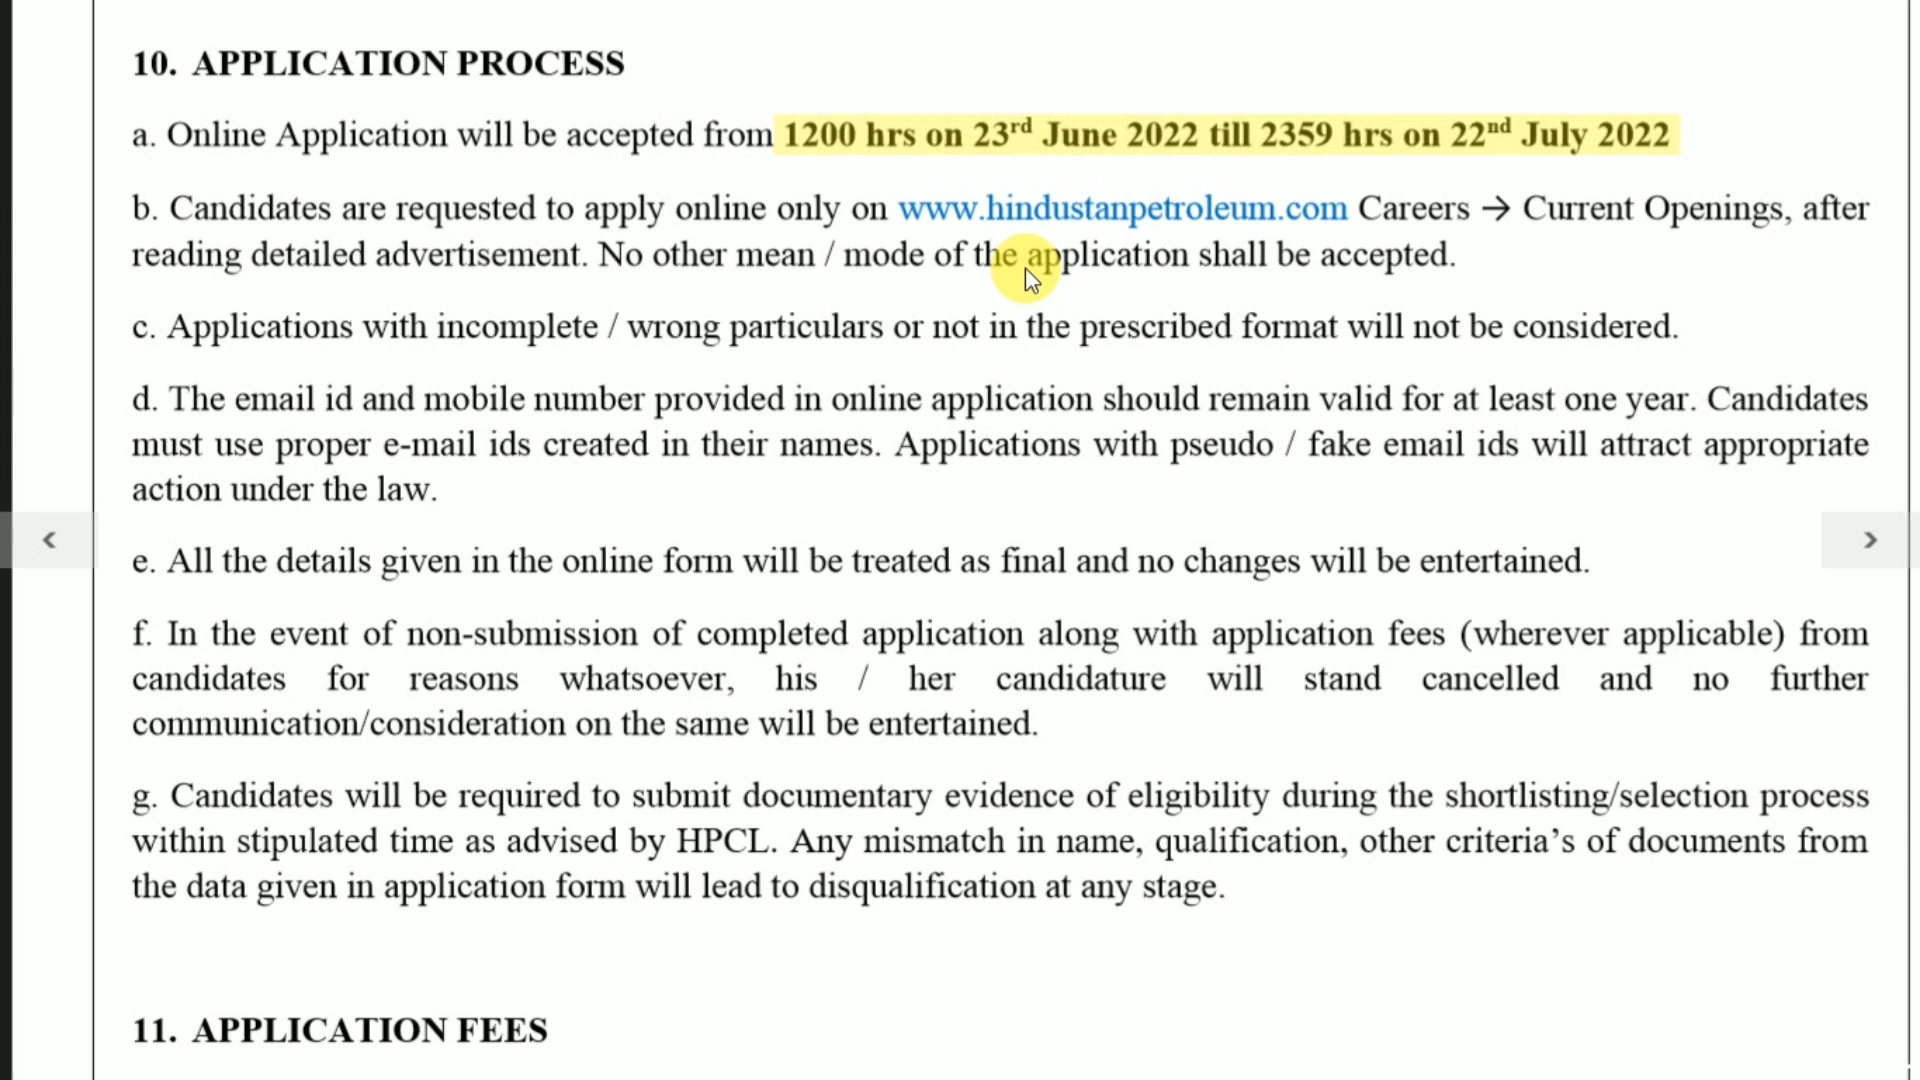 10. APPLICATION PROCESS
a. Online Application will be accepted from 1200 hrs on 23rd June 2022 till 2359 hrs on 22nd July 2022
b. Candidates are requested to apply online only on www.hindustanpetroleum.com Careers → Current Openings, after
reading detailed advertisement. No other mean / mode of the application shall be accepted.
c. Applications with incomplete / wrong particulars or not in the prescribed format will not be considered.
d. The email id and mobile number provided in online application should remain valid for at least one year. Candidates
must use proper e-mail ids created in their names. Applications with pseudo / fake email ids will attract appropriate
action under the law.
e. All the details given in the online form will be treated as final and no changes will be entertained.
f. In the event of non-submission of completed application along with application fees (wherever applicable) from
candidates for reasons whatsoever, his / her candidature will stand cancelled and no further
communication/consideration on the same will be entertained.
g. Candidates will be required to submit documentary evidence of eligibility during the shortlisting/selection process
within stipulated time as advised by HPCL. Any mismatch in name, qualification, other criteria’s of documents from
the data given in application form will lead to disqualification at any stage.
11. APPLICATION FEES